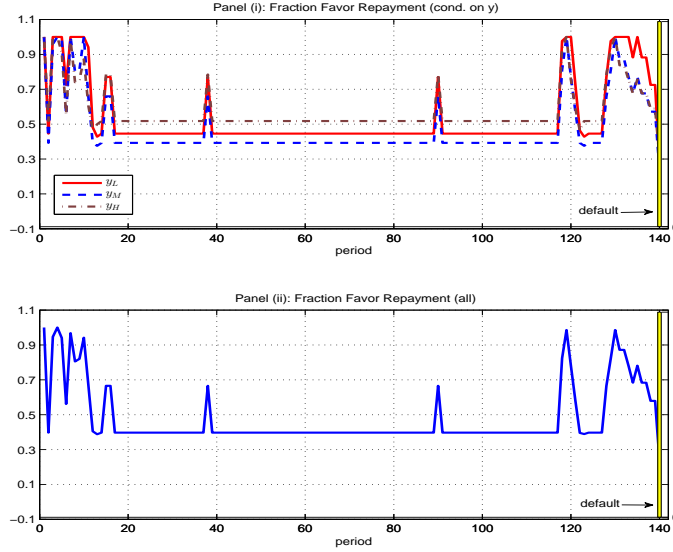 Panel (i): Fraction Favor Repayment (cond. on y)
1.1
0.9
0.7
0.5
0.3
0.1
−0.1
y_L
y_M
y_H
default
0 20 40 60 80 100 120 140
period
Panel (ii): Fraction Favor Repayment (all)
1.1
0.9
0.7
0.5
0.3
0.1
−0.1
default
0 20 40 60 80 100 120 140
period